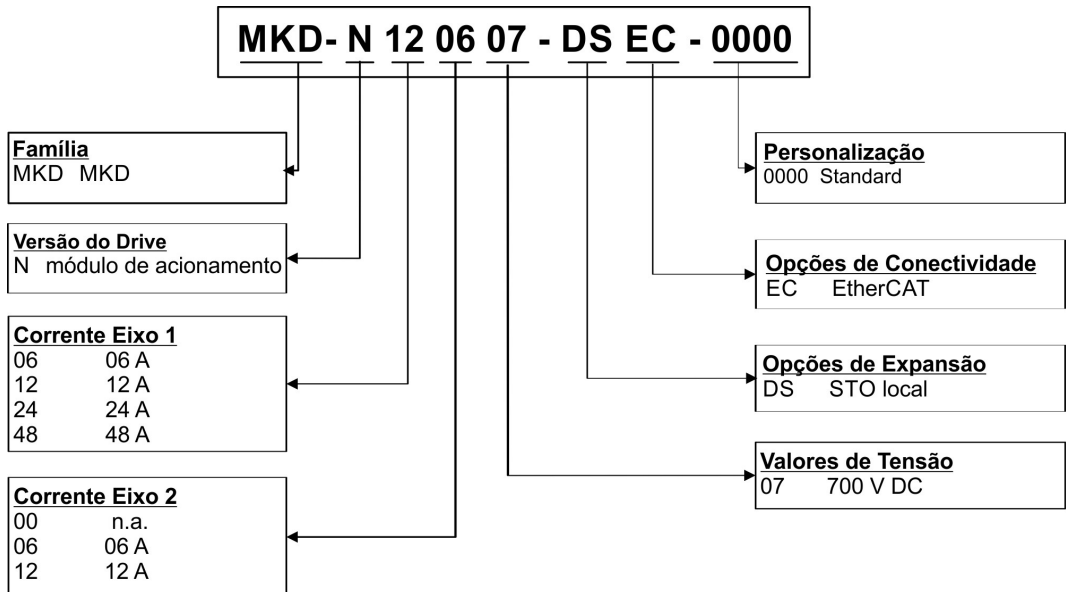 MKD- N 12 06 07 - DS EC - 0000
Família
MKD MKD
Versão do Drive
N módulo de acionamento
Corrente Eixo 1
06 06 A
12 12 A
24 24 A
48 48 A
Corrente Eixo 2
00 n.a.
06 06 A
12 12 A
Personalização
0000 Standard
Opções de Conectividade
EC EtherCAT
Opções de Expansão
DS STO local
Valores de Tensão
07 700 V DC